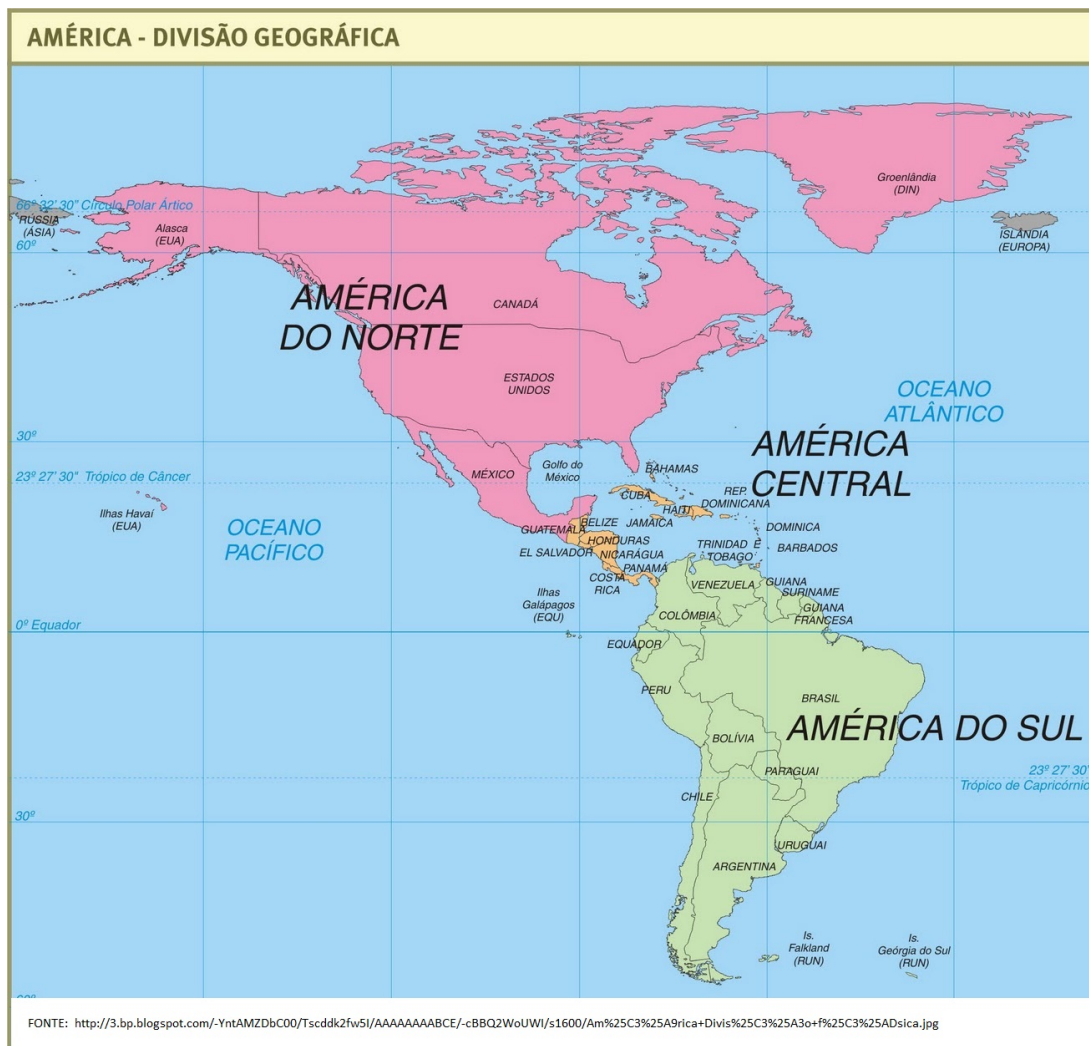 AMÉRICA - DIVISÃO GEOGRÁFICA
Groenlândia
(DIN)
66º 32' 30" Círculo Polar Ártico
RÚSSIA
(ÁSIA)
Alasca
(EUA)
ISLÂNDIA
(EUROPA)
60º
AMÉRICA
DO NORTE
CANADÁ
ESTADOS
UNIDOS
OCEANO
ATLÂNTICO
30º
AMÉRICA
CENTRAL
MÉXICO
Golfo do
México
BAHAMAS
23º 27' 30" Trópico de Câncer
Ilhas Havaí
(EUA)
CUBA
REP.
DOMINICANA
HAITI
OCEANO
PACÍFICO
GUATEMALA
BELIZE
JAMAICA
DOMINICA
HONDURAS
EL SALVADOR
NICARÁGUA
TRINIDAD E
TOBAGO
BARBADOS
PANAMÁ
COSTA
RICA
VENEZUELA
GUIANA
SURINAME
GUIANA
FRANCESA
Ilhas
Galápagos
(EQU)
COLÔMBIA
0º Equador
EQUADOR
PERU
BRASIL
AMÉRICA DO SUL
BOLÍVIA
PARAGUAI
23º 27' 30"
Trópico de Capricórnio
CHILE
30º
URUGUAI
ARGENTINA
Is.
Falkland
(RUN)
Is.
Geórgia do Sul
(RUN)
FONTE: http://3.bp.blogspot.com/-YntAMZDbC00/Tscddk2fw5I/AAAAAAAABCE/-cBBQ2WoUWI/s1600/Am%25C3%25A9rica+Divis%25C3%25A3o+f%25C3%25ADsica.jpg